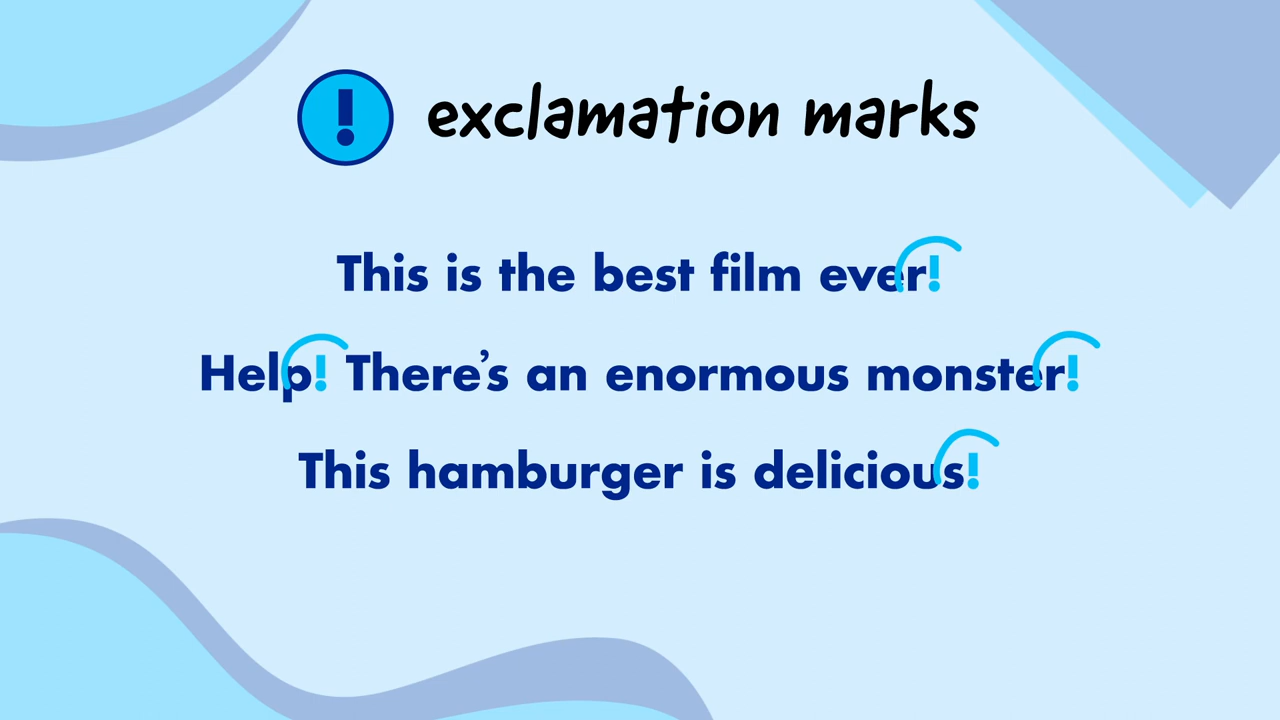 ! exclamation marks
This is the best film ever!
Help! There’s an enormous monster!
This hamburger is delicious!